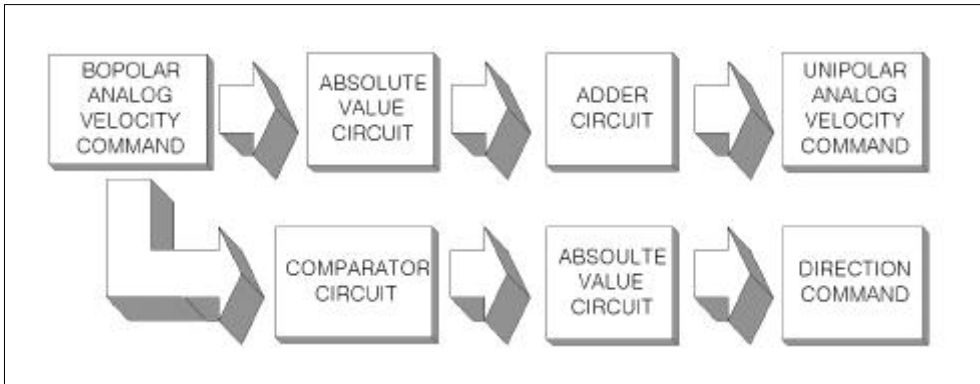 BOPOLAR
ANALOG
VELOCITY
COMMAND
ABSOLUTE
VALUE
CIRCUIT
ADDER
CIRCUIT
UNIPOLAR
ANALOG
VELOCITY
COMMAND
COMPARATOR
CIRCUIT
ABSOULTE
VALUE
CIRCUIT
DIRECTION
COMMAND